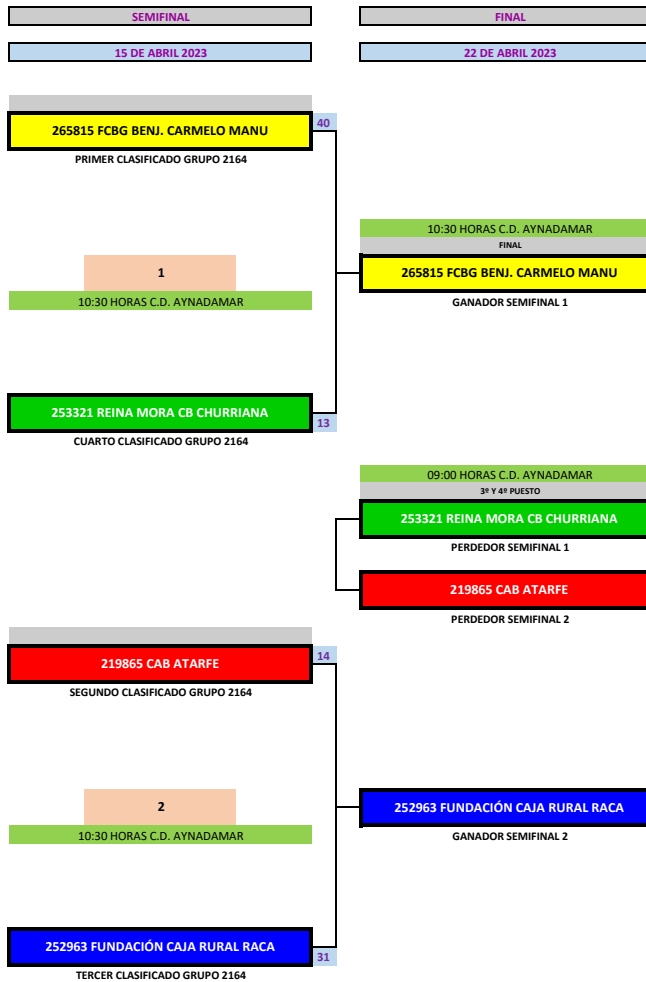 SEMIFINAL
FINAL
15 DE ABRIL 2023
22 DE ABRIL 2023
265815 FCBG BENJ. CARMELO MANU
40
PRIMER CLASIFICADO GRUPO 2164
10:30 HORAS C.D. AYNADAMAR
FINAL
1
265815 FCBG BENJ. CARMELO MANU
10:30 HORAS C.D. AYNADAMAR
GANADOR SEMIFINAL 1
253321 REINA MORA CB CHURRIANA
13
CUARTO CLASIFICADO GRUPO 2164
09:00 HORAS C.D. AYNADAMAR
3º Y 4º PUESTO
253321 REINA MORA CB CHURRIANA
PERDEDOR SEMIFINAL 1
219865 CAB ATARFE
PERDEDOR SEMIFINAL 2
219865 CAB ATARFE
14
SEGUNDO CLASIFICADO GRUPO 2164
2
252963 FUNDACIÓN CAJA RURAL RACA
10:30 HORAS C.D. AYNADAMAR
GANADOR SEMIFINAL 2
252963 FUNDACIÓN CAJA RURAL RACA
31
TERCER CLASIFICADO GRUPO 2164